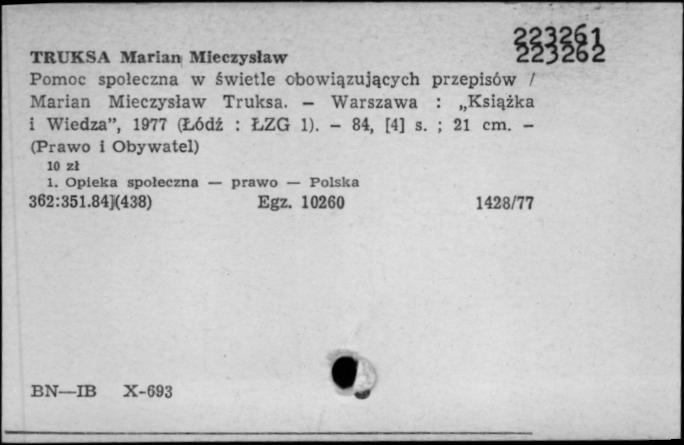 223261
223262
TRUKSA Marian Mieczysław
Pomoc społeczna w świetle obowiązujących przepisów /
Marian Mieczysław Truksa. — Warszawa : „Książka
i Wiedza”, 1977 (Łódź : ŁZG 1). — 84, [4] s. ; 21 cm. —
(Prawo i Obywatel)
10 zł
1. Opieka społeczna — prawo — Polska
362:351.84](438) Egz. 10260 1428/77
BN—IB X-693